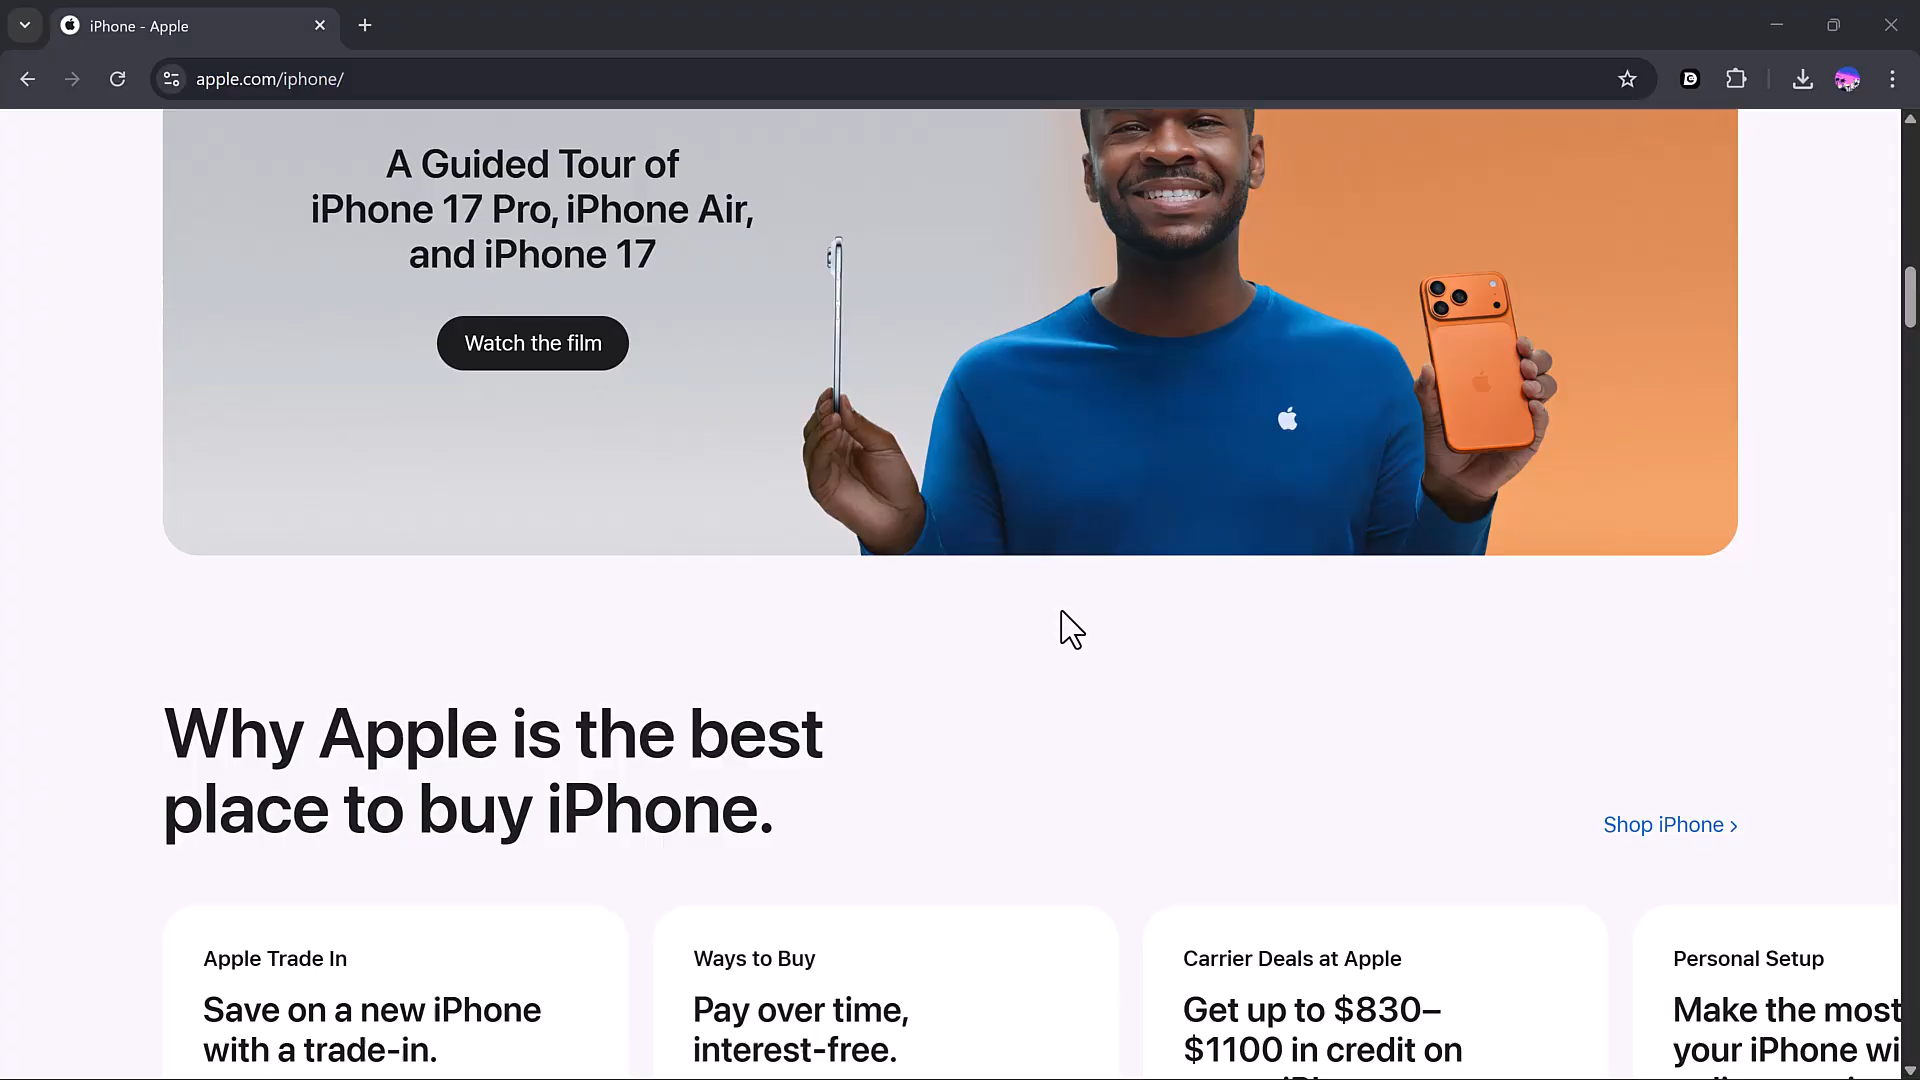 iPhone - Apple
apple.com/iphone/
A Guided Tour of
iPhone 17 Pro, iPhone Air,
and iPhone 17
Watch the film
Why Apple is the best
place to buy iPhone.
Shop iPhone >
Apple Trade In
Save on a new iPhone
with a trade-in.
Ways to Buy
Pay over time,
interest-free.
Carrier Deals at Apple
Get up to $830–
$1100 in credit on
Personal Setup
Make the most
your iPhone wi